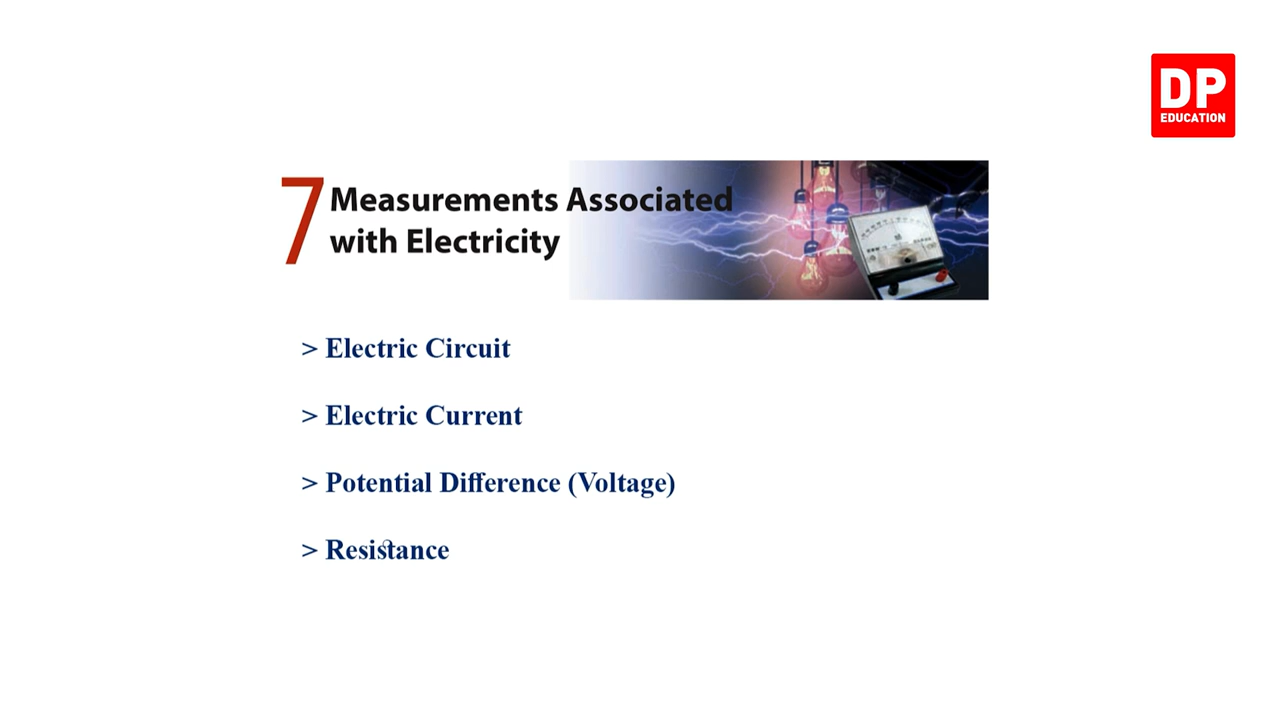 DP
EDUCATION
7
Measurements Associated
with Electricity
> Electric Circuit
> Electric Current
> Potential Difference (Voltage)
> Resistance